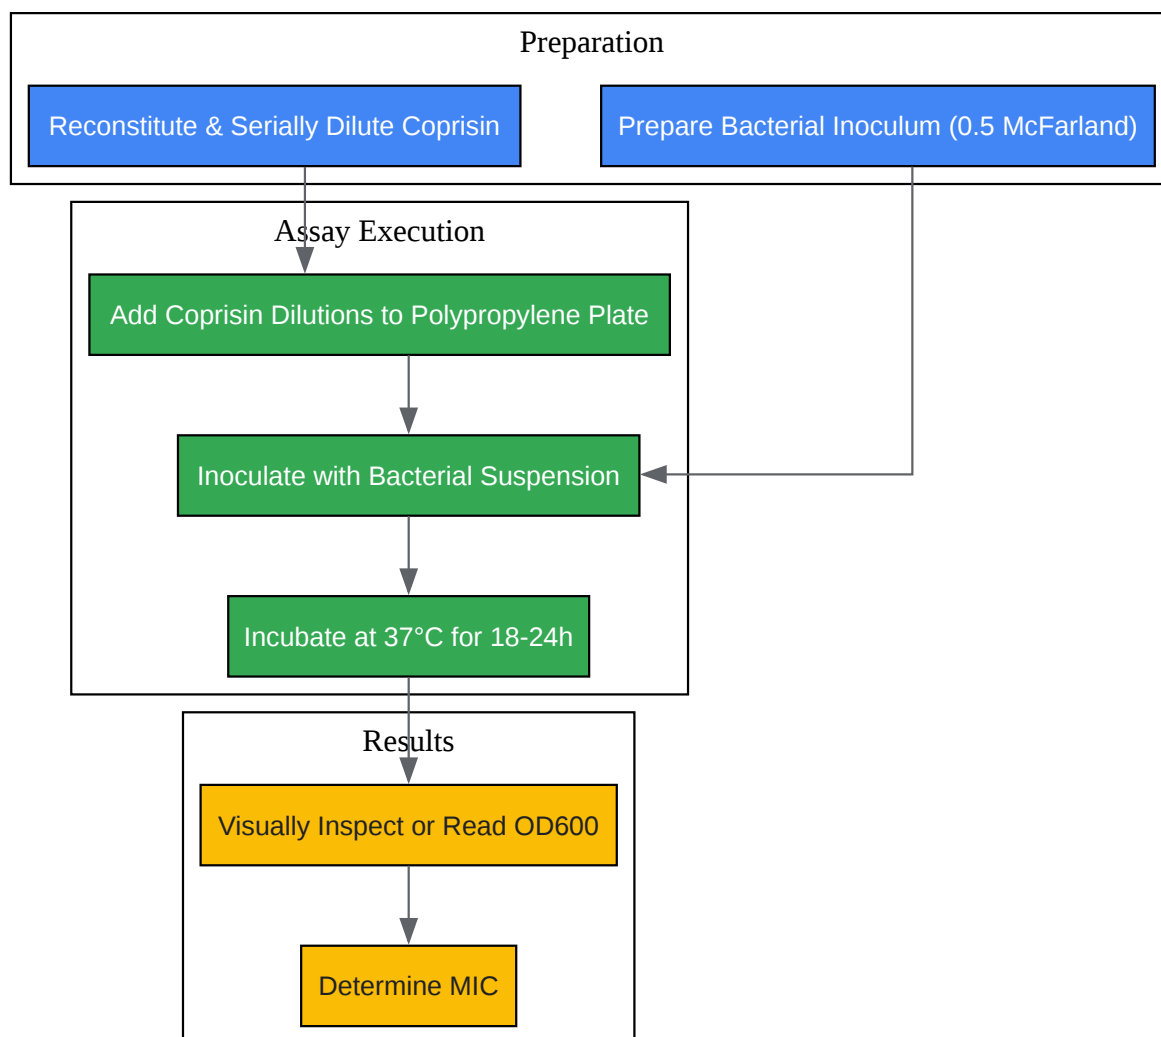 Preparation
Reconstitute & Serially Dilute Coprisin
Prepare Bacterial Inoculum (0.5 McFarland)
Assay Execution
Add Coprisin Dilutions to Polypropylene Plate
Inoculate with Bacterial Suspension
Incubate at 37°C for 18-24h
Results
Visually Inspect or Read OD600
Determine MIC